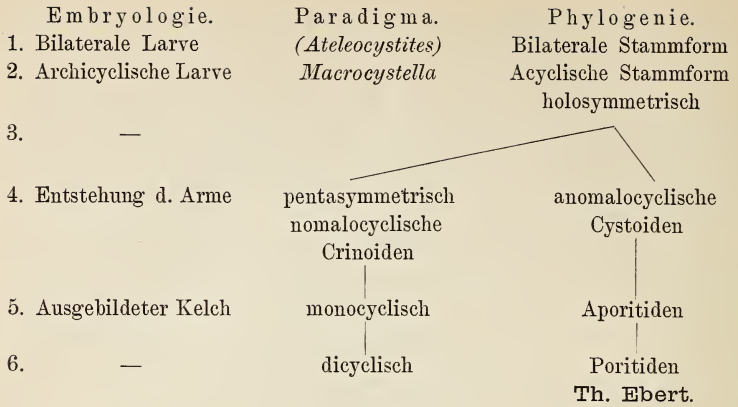 Embryologie. Paradigma. Phylogenie.
1. Bilaterale Larve (Ateleocystites) Bilaterale Stammform
2. Archicyclische Larve Macrocystella Acyclische Stammform
holosymmetrisch
3. —
4. Entstehung d. Arme pentasymmetrisch anomalocyclische
nomalocyclische Cystoiden
Crinoiden
5. Ausgebildeter Kelch monocyclisch Aporitiden
6. — dicyclisch Poritiden
Th. Ebert.